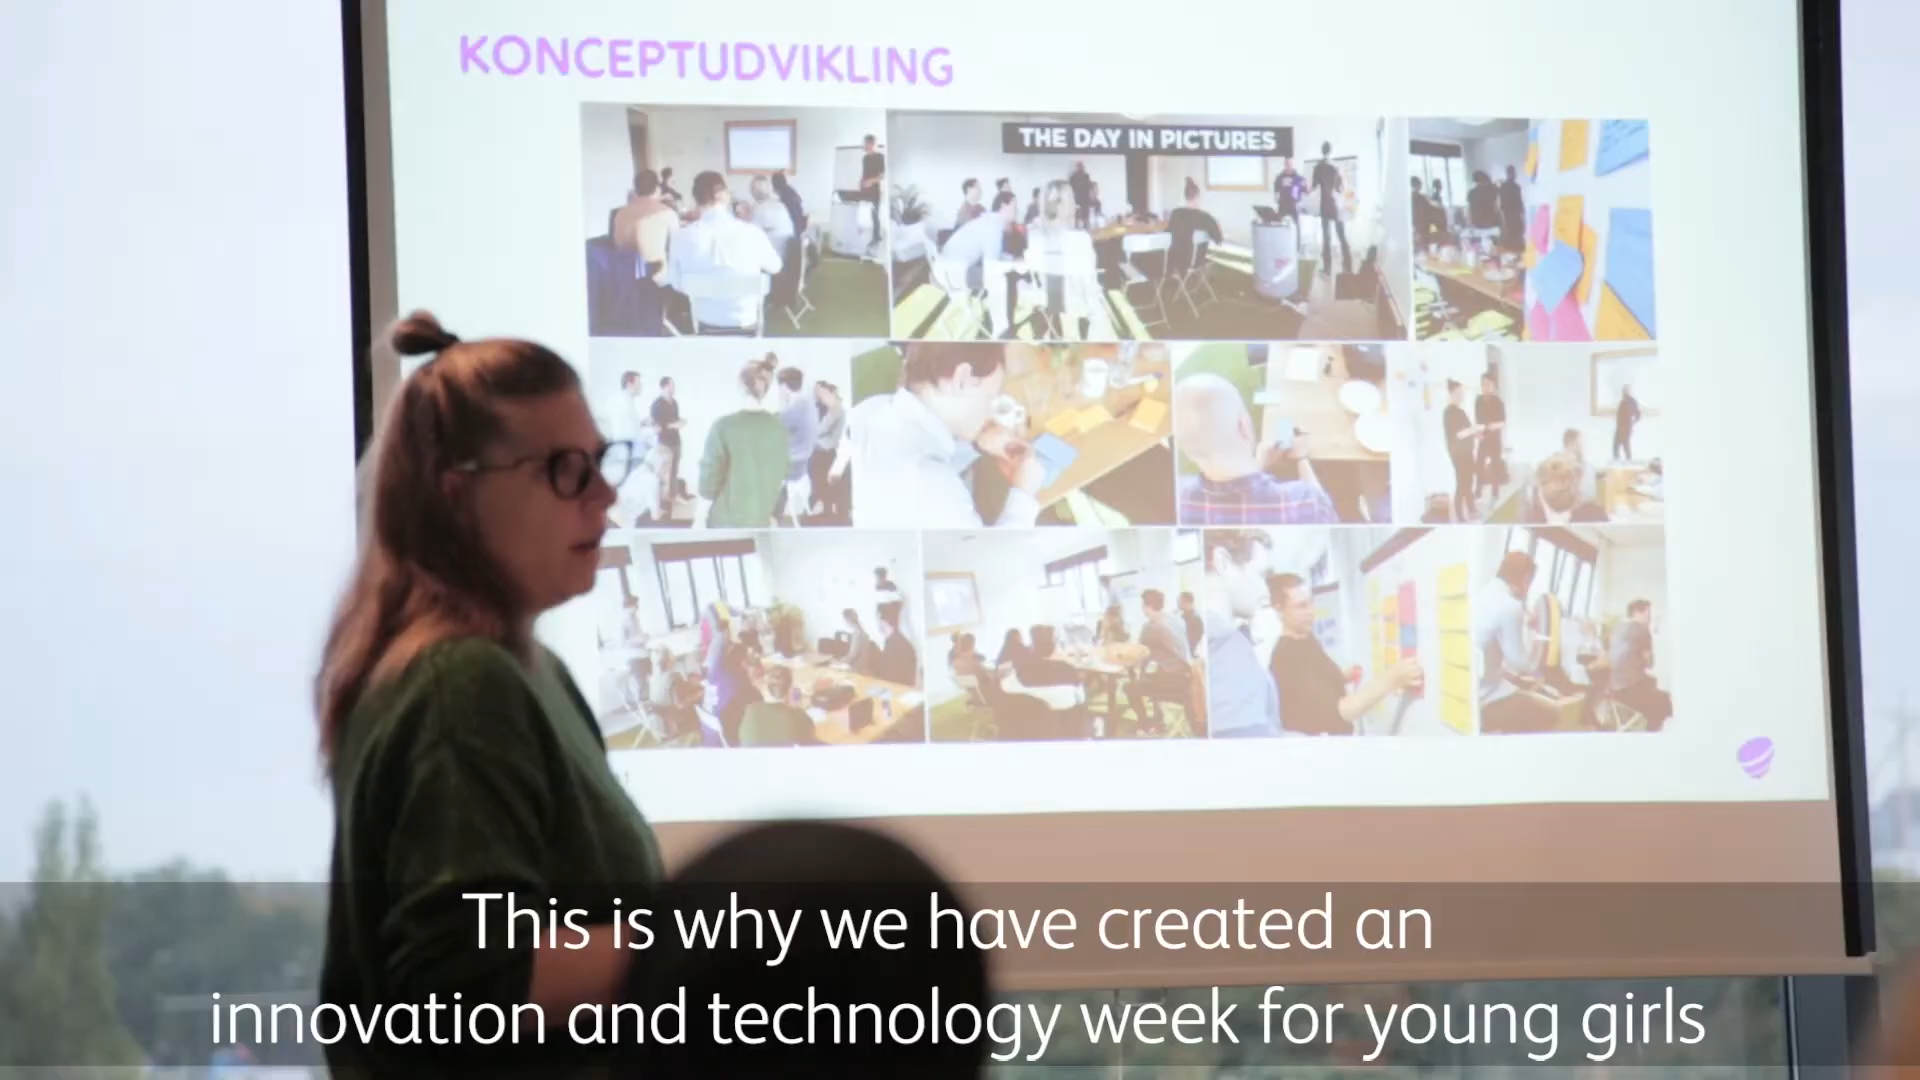 KONCEPTUDVIKLING
THE DAY IN PICTURES
This is why we have created an
innovation and technology week for young girls